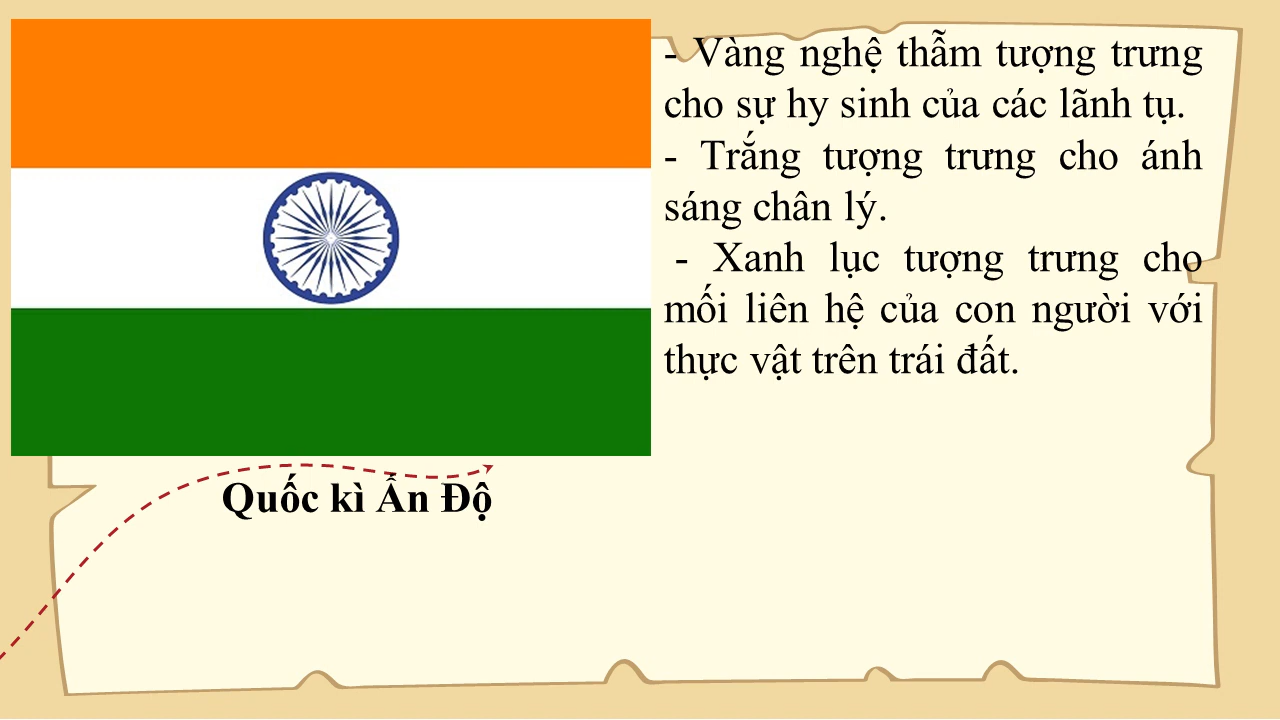 - Vàng nghệ thẫm tượng trưng
cho sự hy sinh của các lãnh tụ.
- Trắng tượng trưng cho ánh
sáng chân lý.
- Xanh lục tượng trưng cho
mối liên hệ của con người với
thực vật trên trái đất.
Quốc kì Ẩn Độ